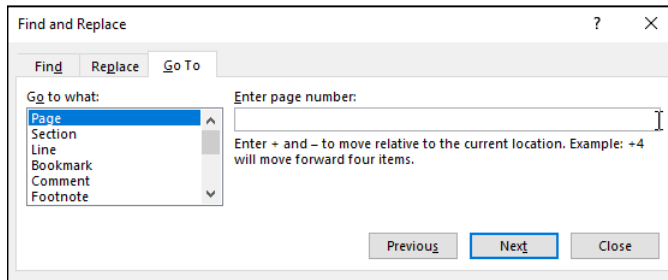 Find and Replace
Find Replace Go To
Go to what: Enter page number:
Page
Section
Line
Bookmark
Comment
Footnote
Enter + and – to move relative to the current location. Example: +4
will move forward four items.
Previous Next Close